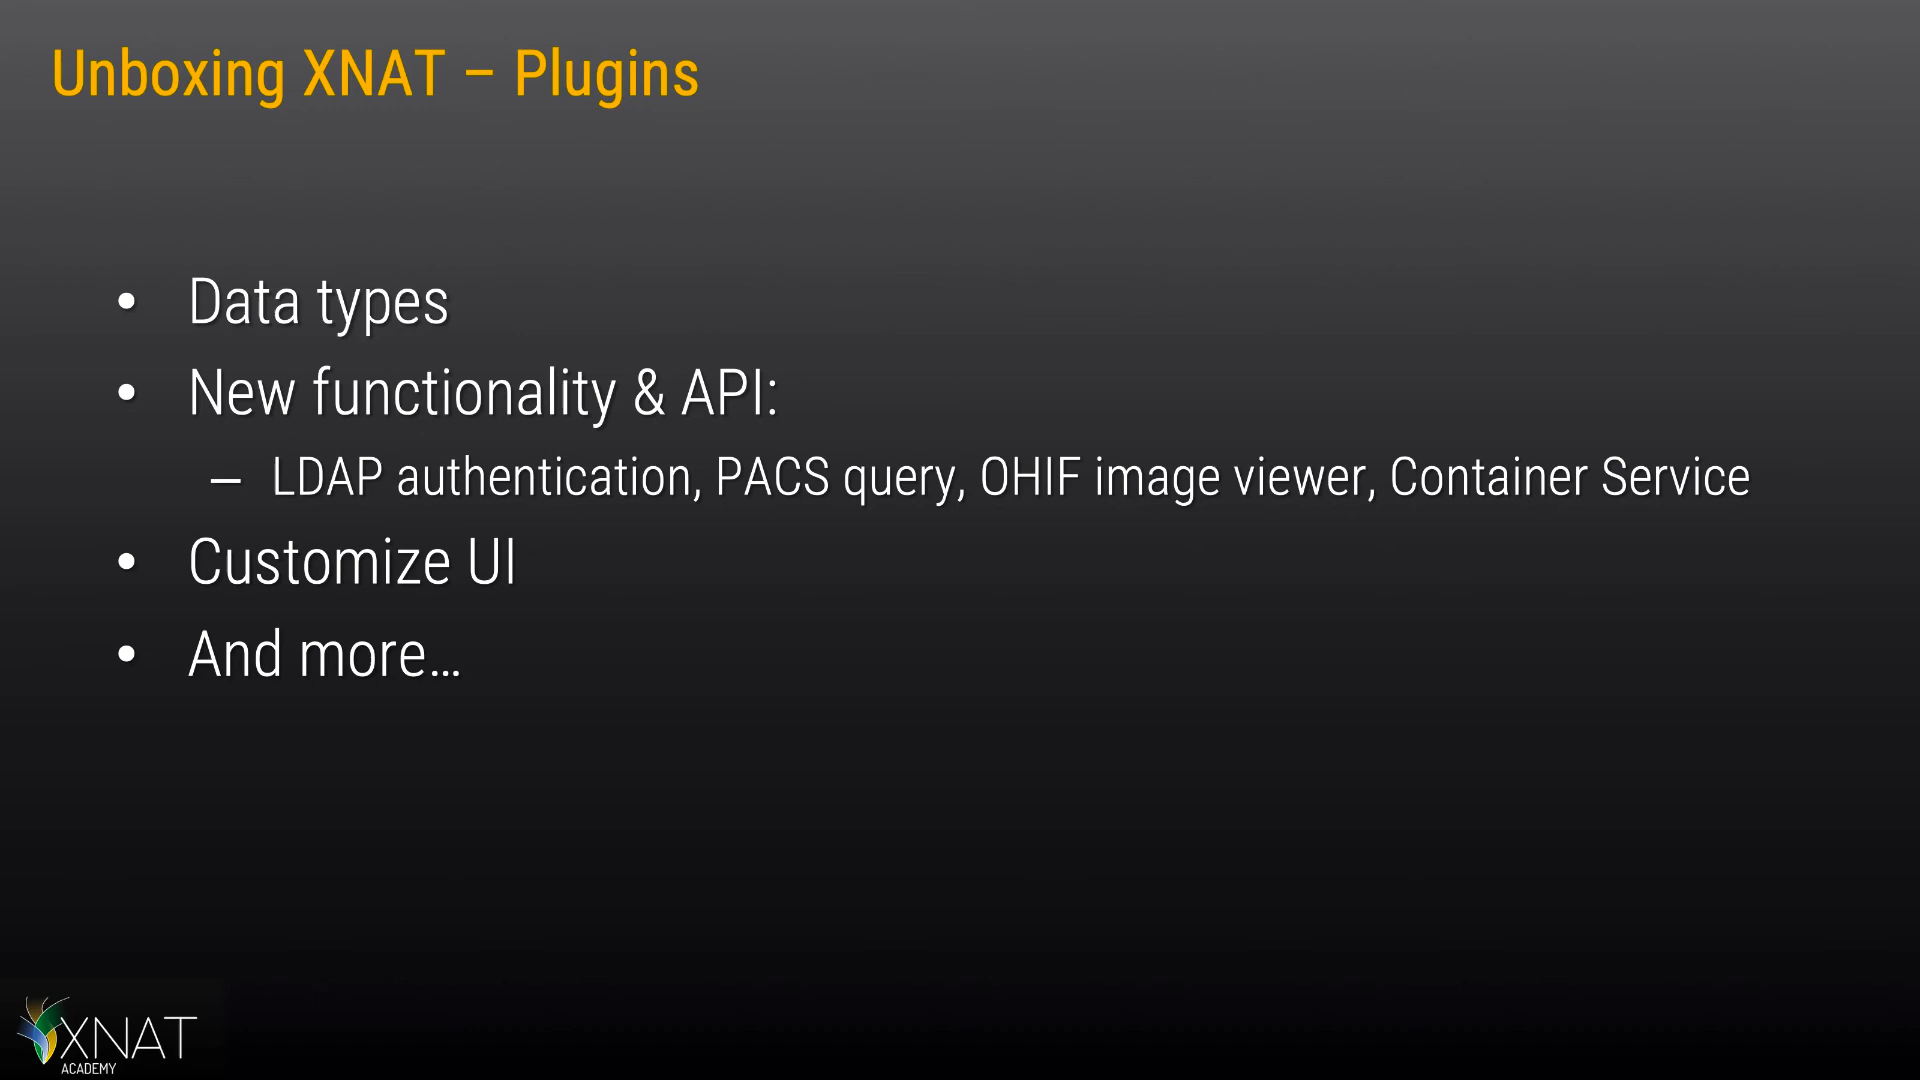 Unboxing XNAT – Plugins
• Data types
• New functionality & API:
– LDAP authentication, PACS query, OHIF image viewer, Container Service
• Customize UI
• And more…
XNAT
ACADEMY